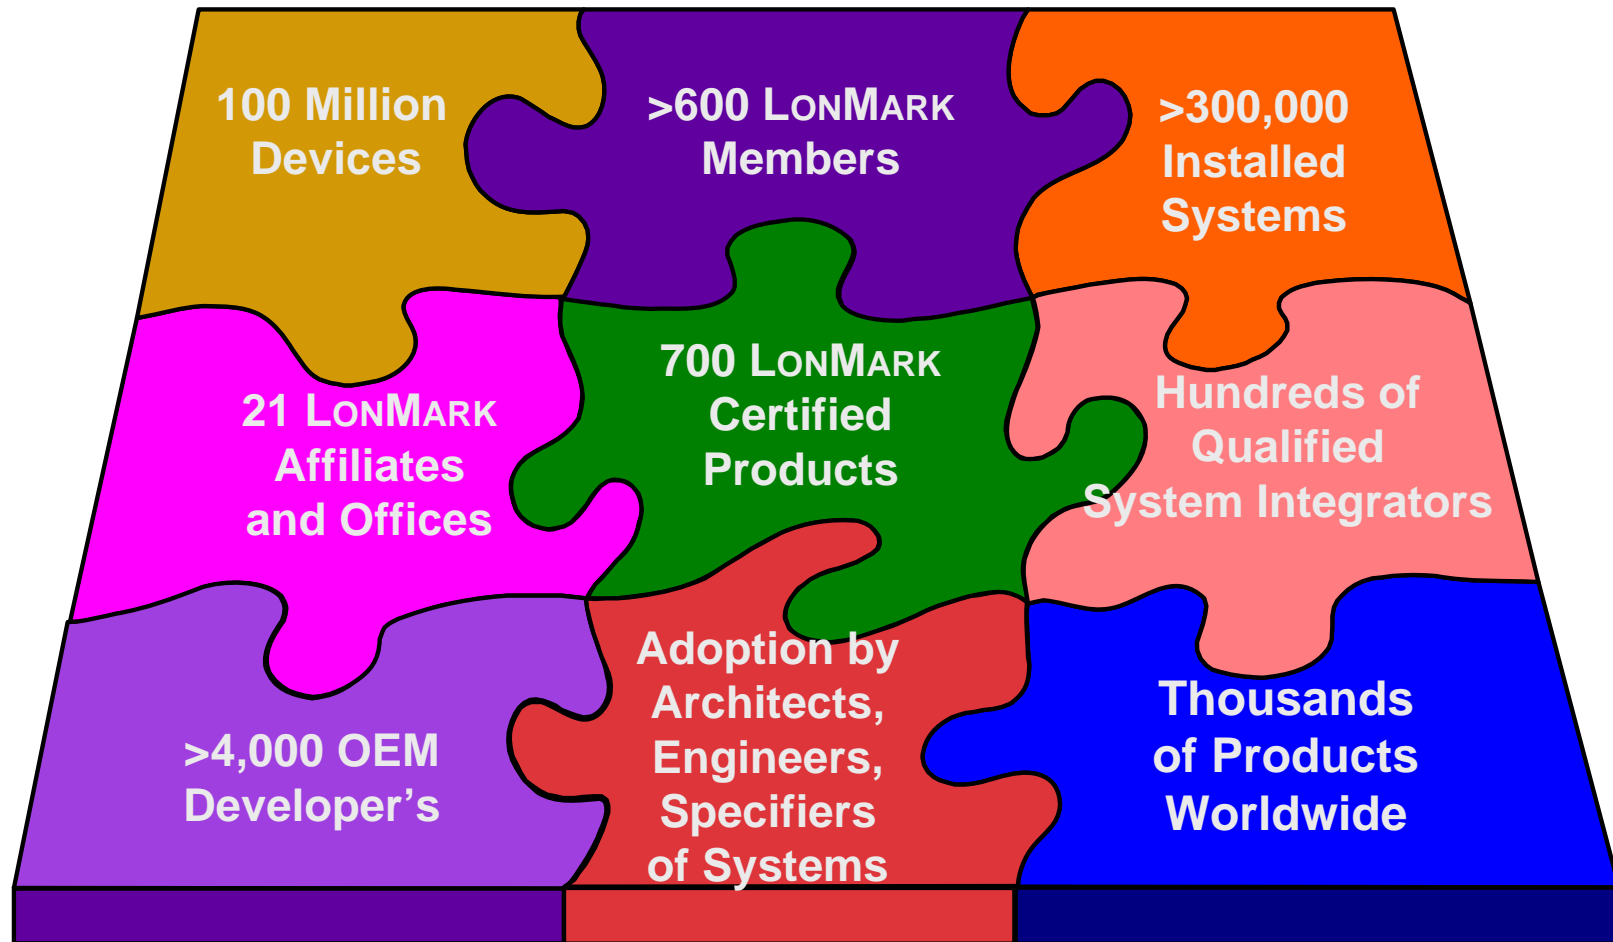 100 Million
Devices
>600 LONMARK
Members
>300,000
Installed
Systems
21 LONMARK
Affiliates
and Offices
700 LONMARK
Certified
Products
Hundreds of
Qualified
System Integrators
>4,000 OEM
Developer’s
Adoption by
Architects,
Engineers,
Specifiers
of Systems
Thousands
of Products
Worldwide